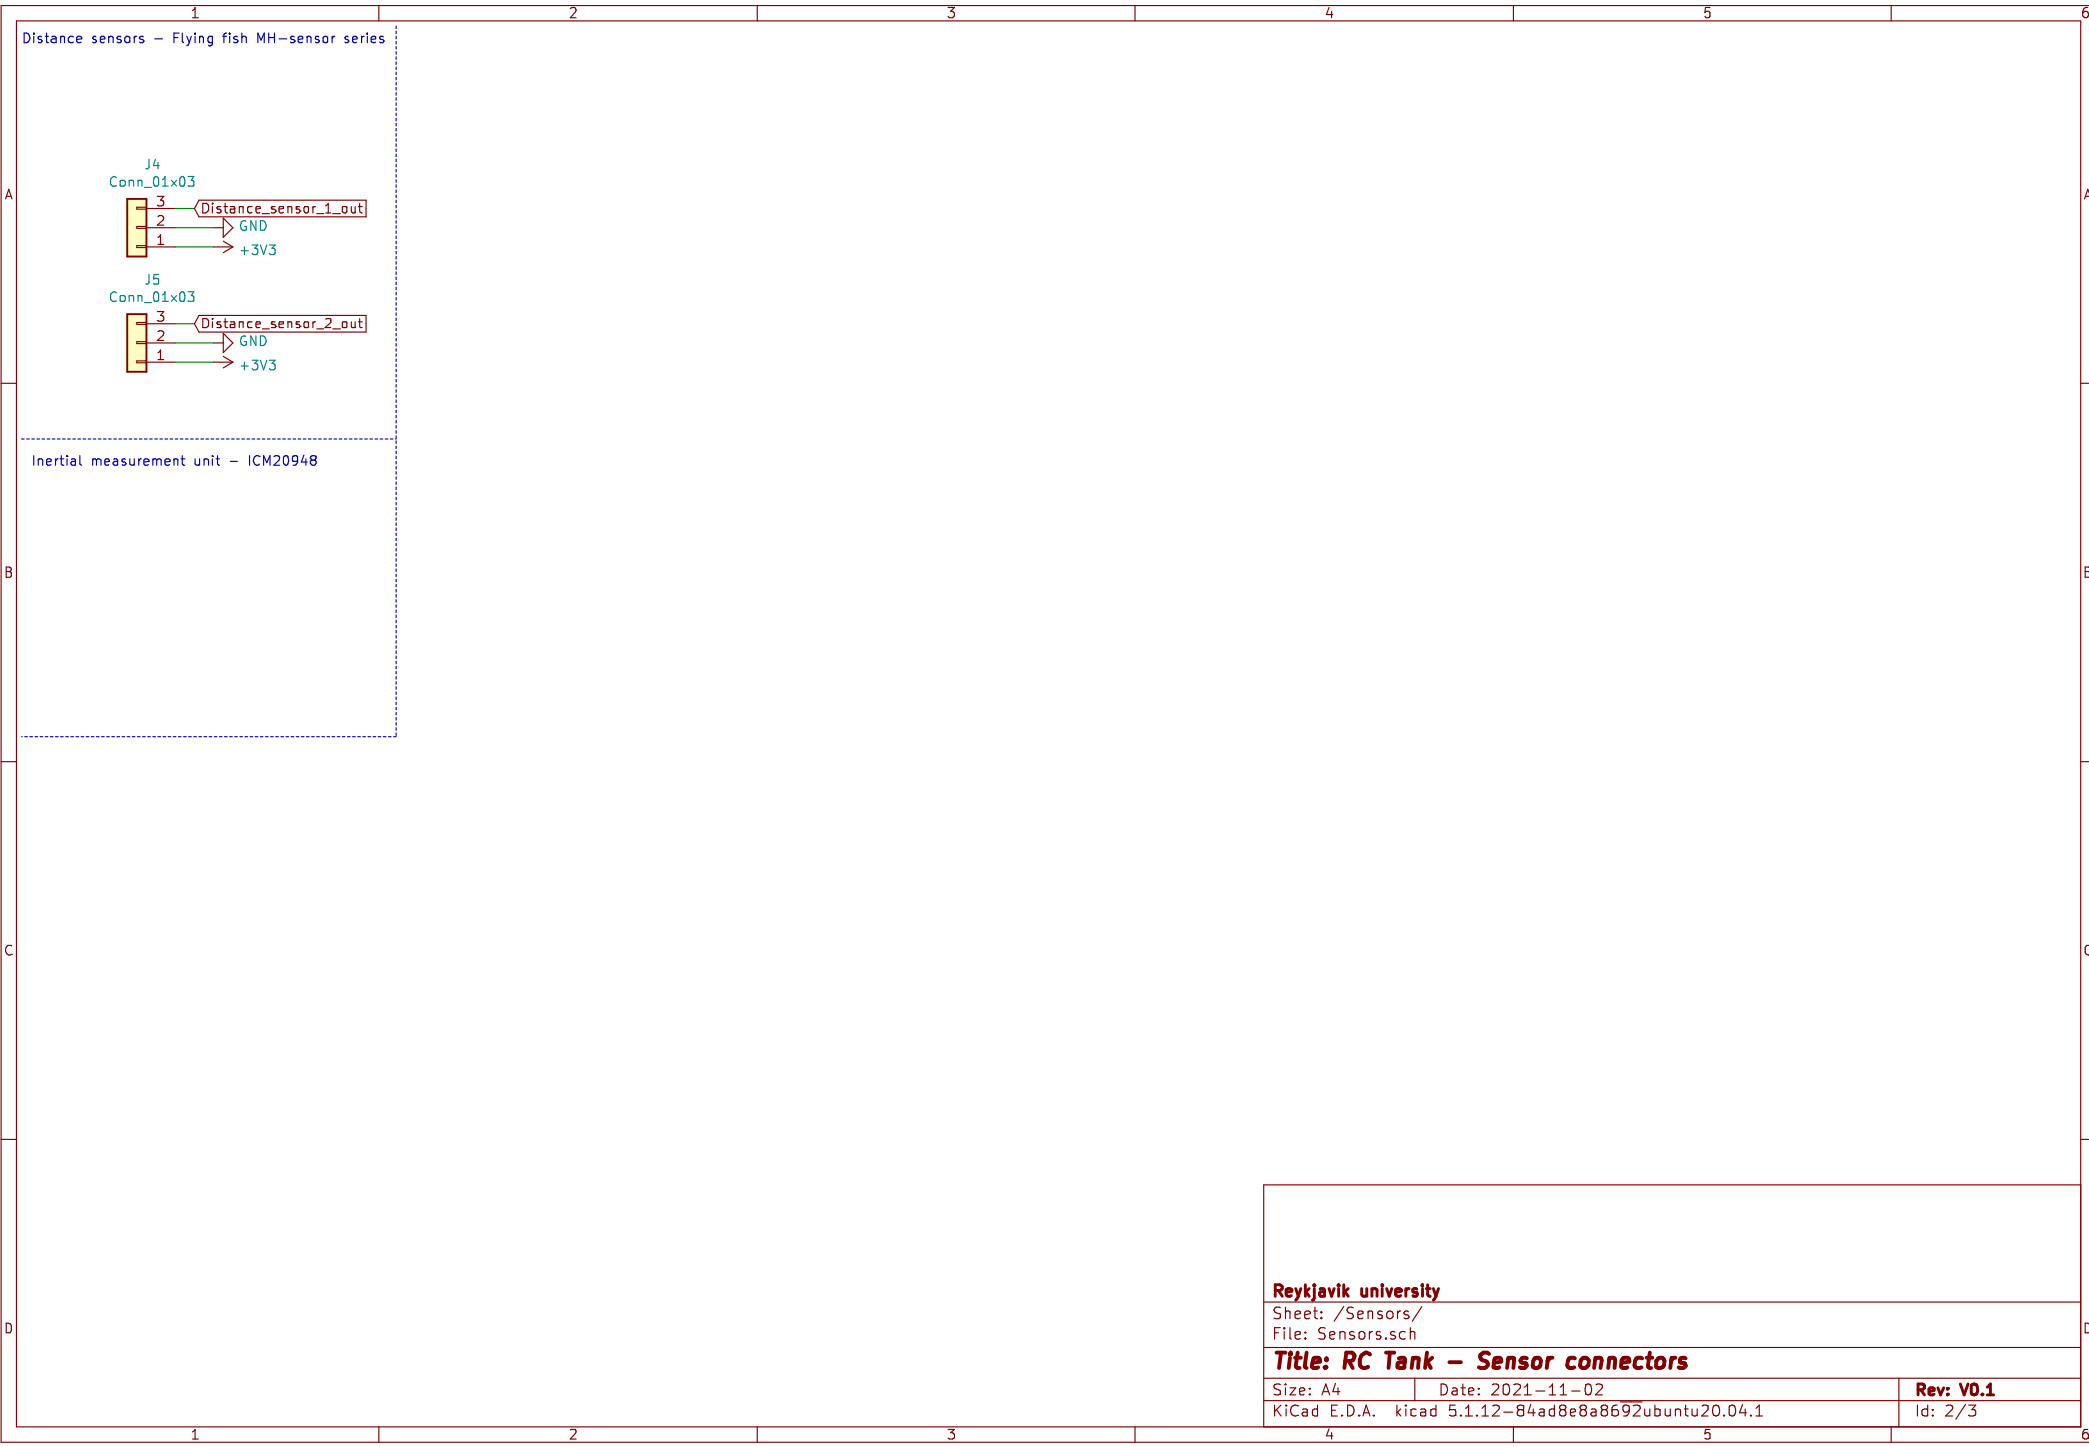 1 2 3 4 5 6
Distance sensors – Flying fish MH–sensor series
J4
Conn_01x03
3 Distance_sensor_1_out
2 GND
1 +3V3
A A
J5
Conn_01x03
3 Distance_sensor_2_out
2 GND
1 +3V3
Inertial measurement unit – ICM20948
B B
C C
Reykjavik university
Sheet: /Sensors/
File: Sensors.sch
D D
Title: RC Tank – Sensor connectors
Size: A4 Date: 2021–11–02 Rev: V0.1
KiCad E.D.A. kicad 5.1.12–84ad8e8a8692ubuntu20.04.1 Id: 2/3
1 2 3 4 5 6